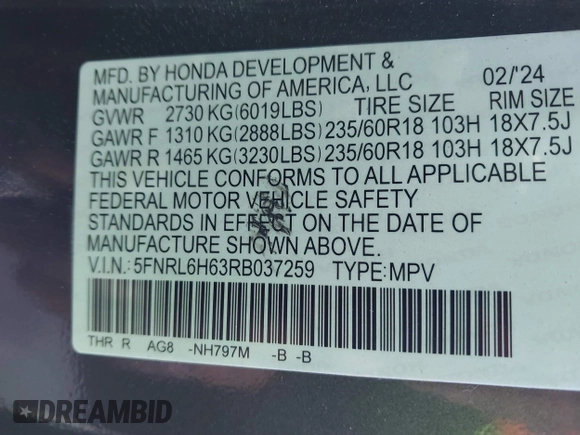 MFD. BY HONDA DEVELOPMENT &
MANUFACTURING OF AMERICA, LLC 02/'24
GVWR 2730 KG(6019LBS) TIRE SIZE RIM SIZE
GAWR F 1310 KG(2888LBS) 235/60R18 103H 18X7.5J
GAWR R 1465 KG(3230LBS) 235/60R18 103H 18X7.5J
THIS VEHICLE CONFORMS TO ALL APPLICABLE
FEDERAL MOTOR VEHICLE SAFETY
STANDARDS IN EFFECT ON THE DATE OF
MANUFACTURE SHOWN ABOVE.
V.I.N.: 5FNRL6H63RB037259 TYPE: MPV
THR R AG8 -NH797M -B -B
DREAMBID